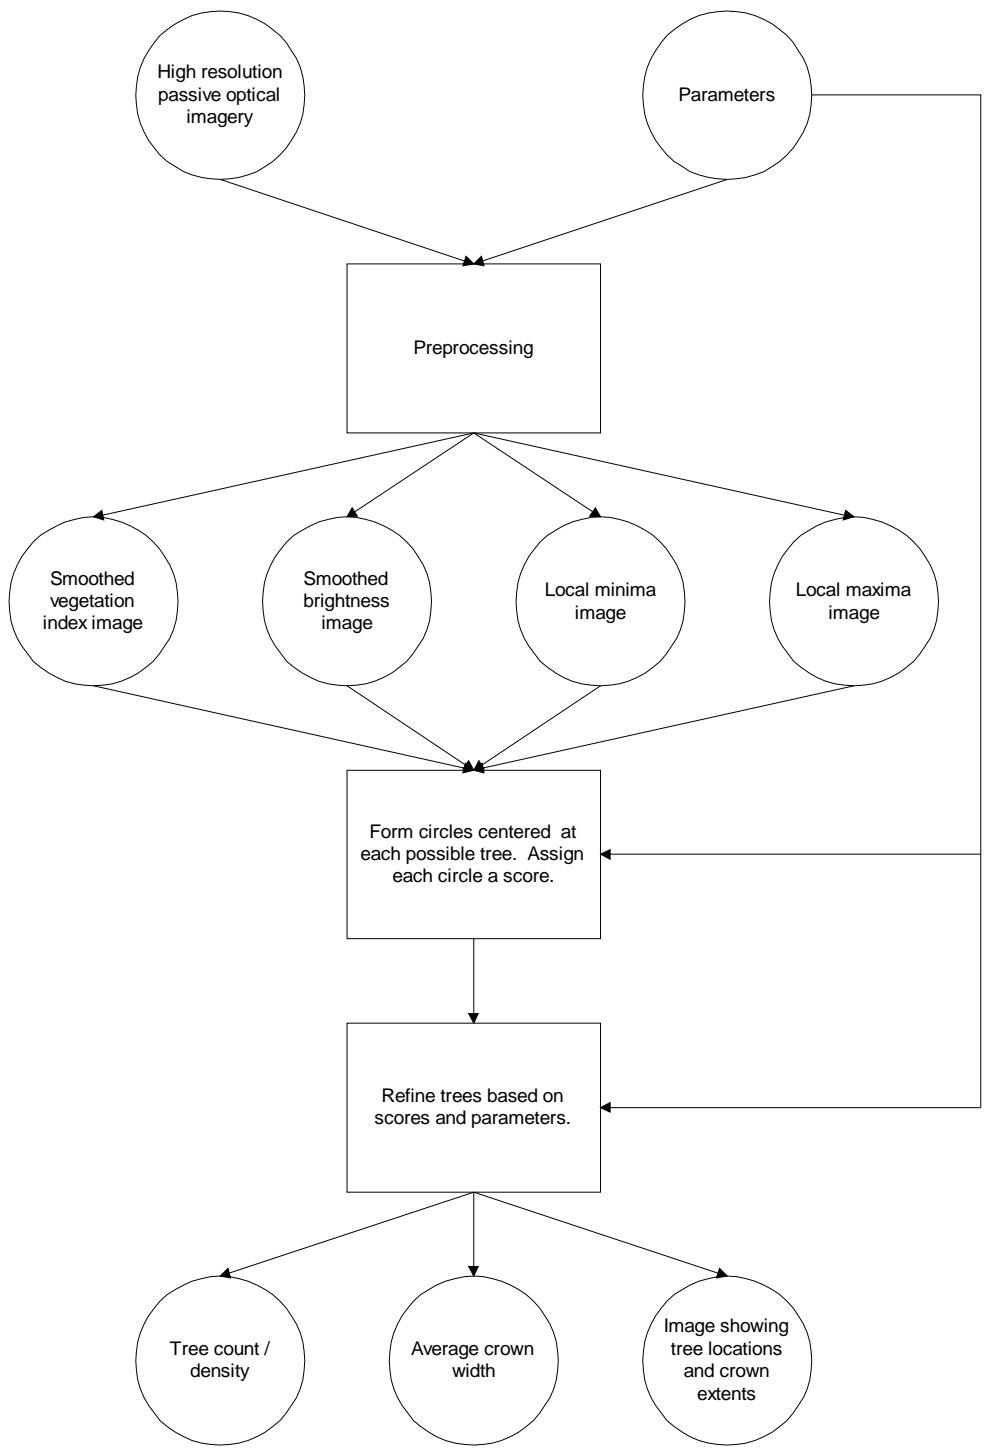 High resolution
passive optical
imagery
Parameters
Preprocessing
Smoothed
vegetation
index image
Smoothed
brightness
image
Local minima
image
Local maxima
image
Form circles centered  at
each possible tree.  Assign
each circle a score.
Refine trees based on
scores and parameters.
Tree count /
density
Average crown
width
Image showing
tree locations
and crown
extents